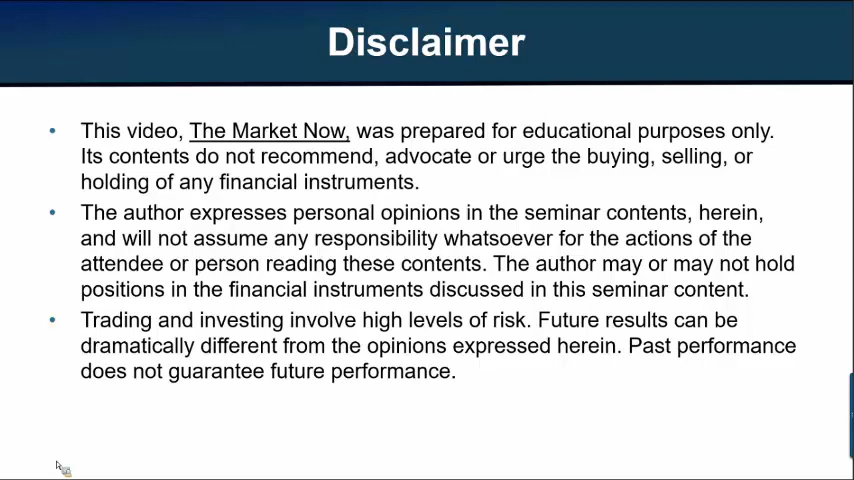 Disclaimer
• This video, The Market Now, was prepared for educational purposes only.
Its contents do not recommend, advocate or urge the buying, selling, or
holding of any financial instruments.
• The author expresses personal opinions in the seminar contents, herein,
and will not assume any responsibility whatsoever for the actions of the
attendee or person reading these contents. The author may or may not hold
positions in the financial instruments discussed in this seminar content.
• Trading and investing involve high levels of risk. Future results can be
dramatically different from the opinions expressed herein. Past performance
does not guarantee future performance.